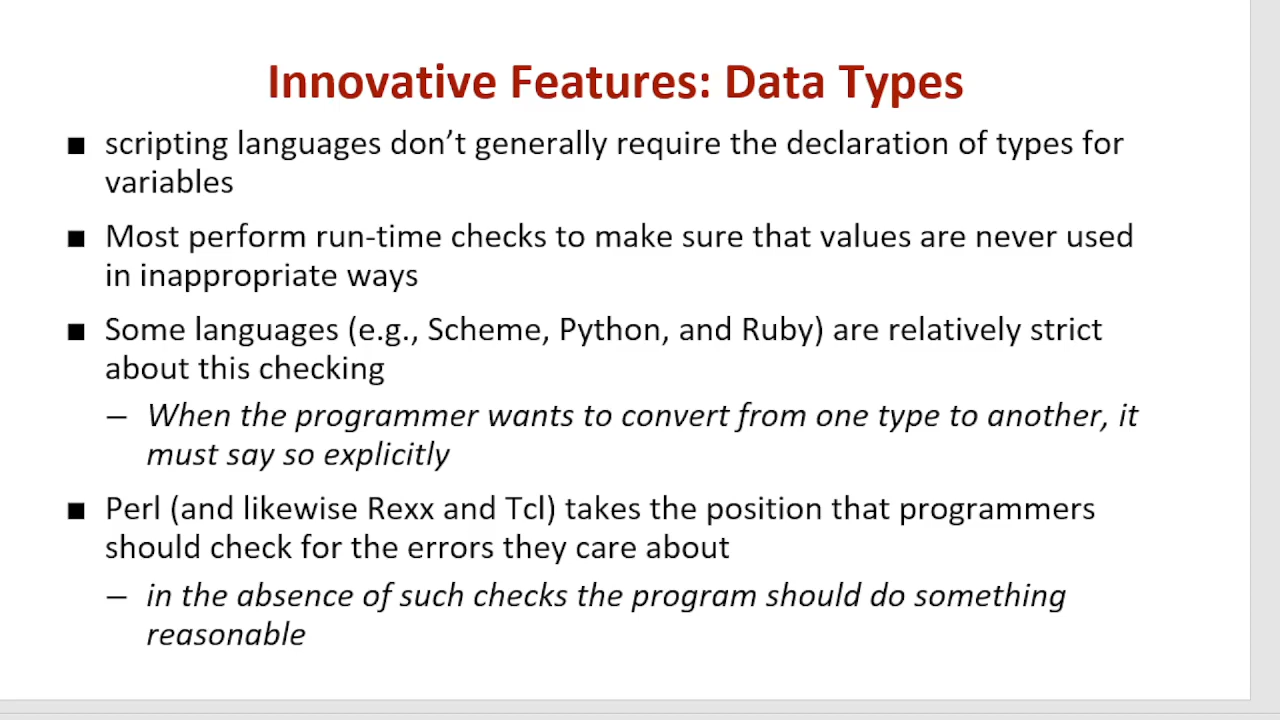 Innovative Features: Data Types
■ scripting languages don’t generally require the declaration of types for
variables
■ Most perform run-time checks to make sure that values are never used
in inappropriate ways
■ Some languages (e.g., Scheme, Python, and Ruby) are relatively strict
about this checking
– When the programmer wants to convert from one type to another, it
must say so explicitly
■ Perl (and likewise Rexx and Tcl) takes the position that programmers
should check for the errors they care about
– in the absence of such checks the program should do something
reasonable